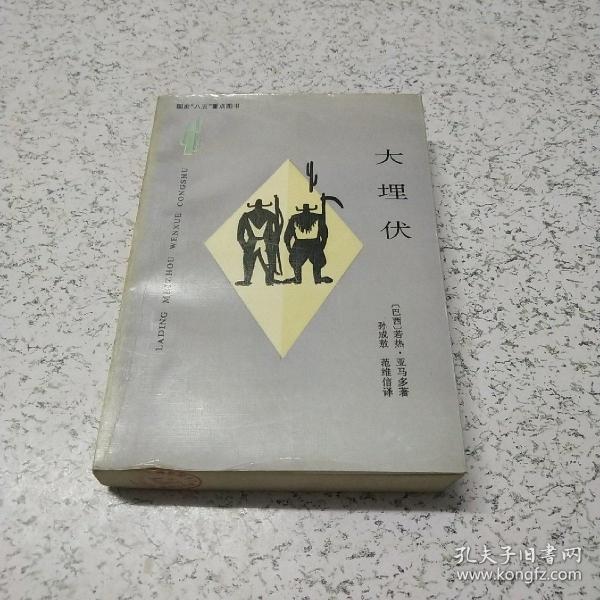 国家"八五"重点图书
LADING MEIZHOU WENXUE CONGSHU
大埋伏
〔巴西〕若热·亚马多著
孙成敖 范维信译
孔夫子旧书网
www.kongfz.com